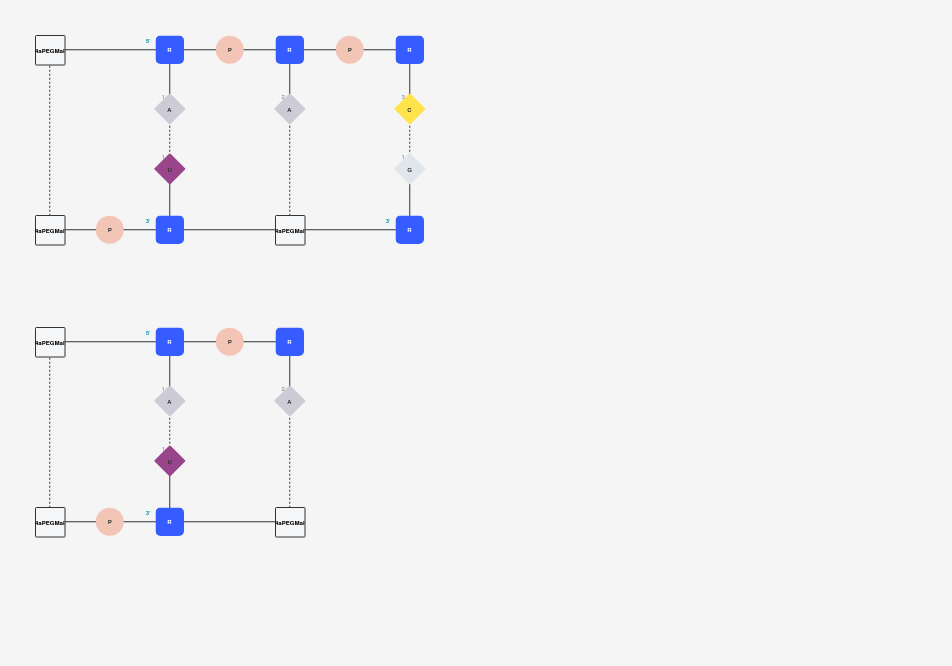 5'
4aPEGMal R P R P R
1 2 3
A A C
1 1
U G
3' 3'
4aPEGMal P R 4aPEGMal R
5'
4aPEGMal R P R
1 2
A A
1
U
3'
4aPEGMal P R 4aPEGMal